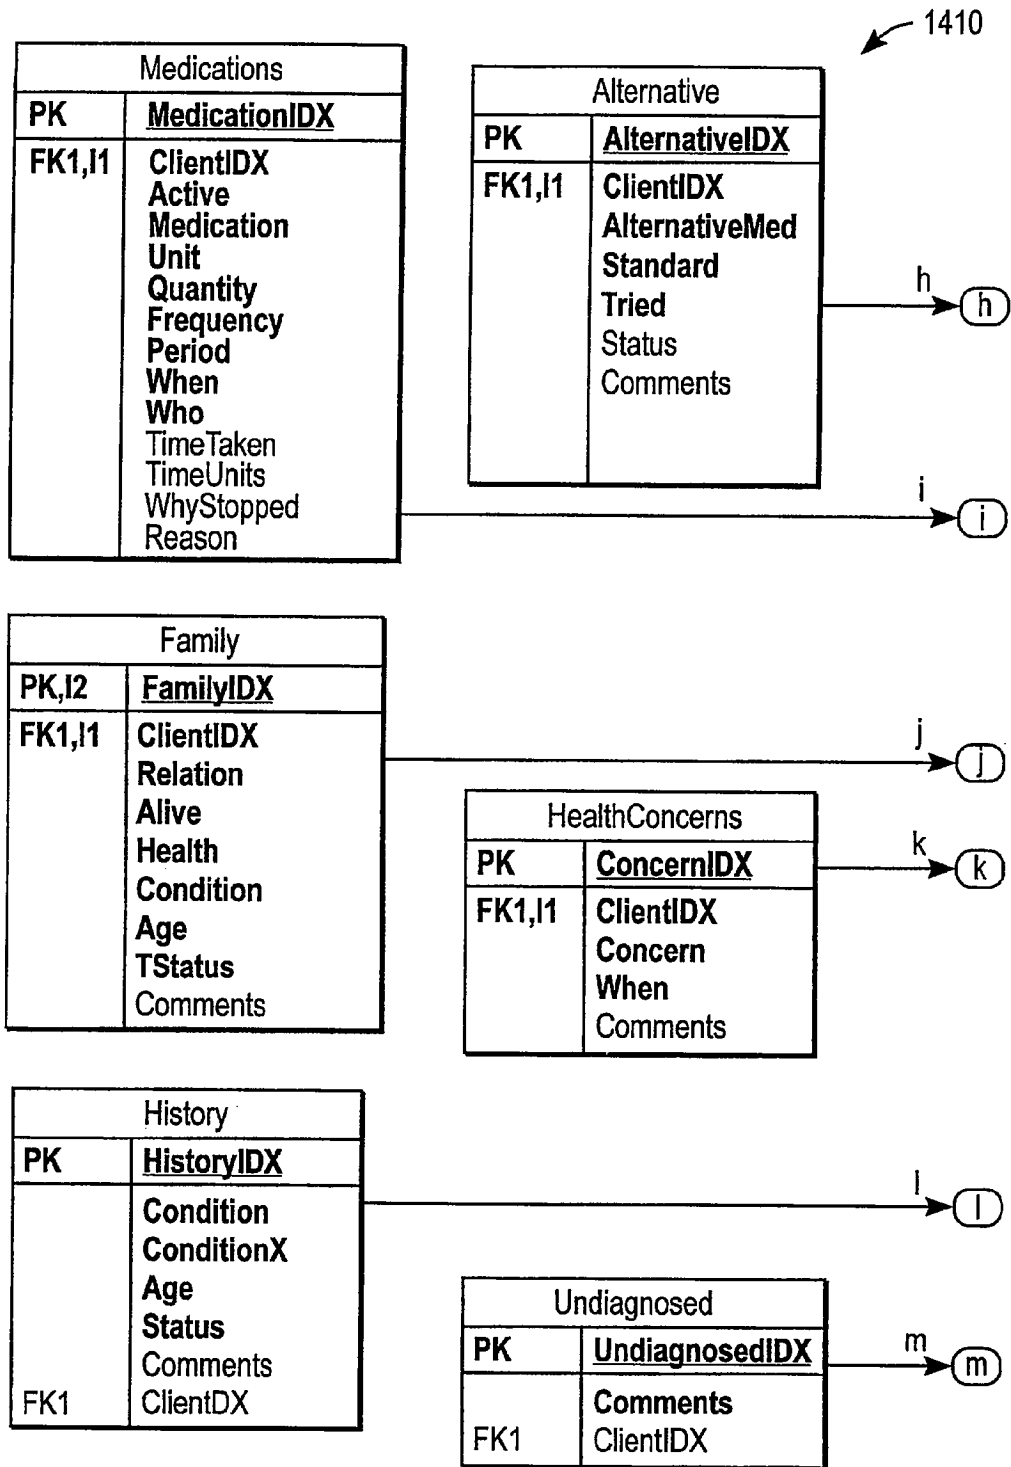 1410
Medications
PK MedicationIDX
FK1,I1 ClientIDX
Active
Medication
Unit
Quantity
Frequency
Period
When
Who
TimeTaken
TimeUnits
WhyStopped
Reason
Alternative
PK AlternativeIDX
FK1,I1 ClientIDX
AlternativeMed
Standard
Tried
Status
Comments
h h
i i
Family
PK,I2 FamilyIDX
FK1,I1 ClientIDX
Relation
Alive
Health
Condition
Age
TStatus
Comments
j j
HealthConcerns
PK ConcernIDX
FK1,I1 ClientIDX
Concern
When
Comments
k k
History
PK HistoryIDX
Condition
ConditionX
Age
Status
Comments
FK1 ClientDX
l l
Undiagnosed
PK UndiagnosedIDX
Comments
FK1 ClientIDX
m m